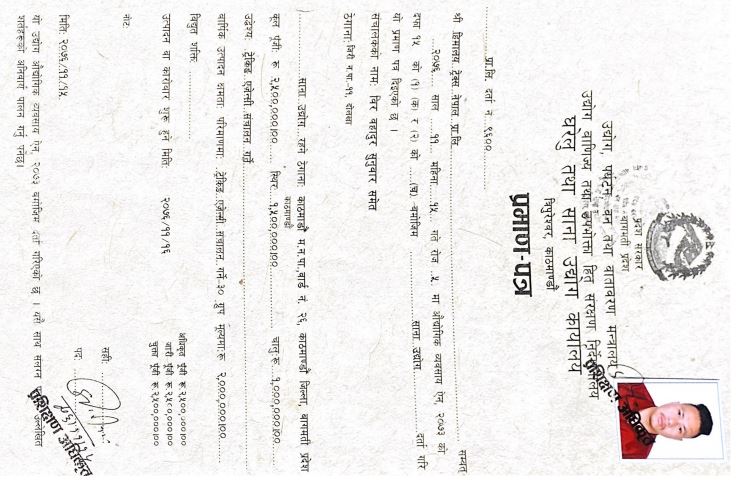 प्रदेश सरकार
बागमती प्रदेश
उद्योग, पर्यटन, वन तथा वातावरण मन्त्रालय
उद्योग वाणिज्य तथा उपभोक्ता हित संरक्षण निर्देशनालय
घरेलु तथा साना उद्योग कार्यालय
त्रिपुरेश्वर, काठमाण्डौं
प्रशिक्षण अधिकृत
प्रमाण-पत्र
प्रा.लि. दर्ता न ९६००
श्री हिमालय ट्रेक्स नेपाल प्रा.लि. सम्वत्
२०७६ साल ११ महिना १५ गते रोज ५ मा औद्योगिक व्यवसाय ऐन, २०७३ को
दफा १५ को (१) (क) र (२) को (च) बमोजिम साना उद्योग दर्ता गरि
यो प्रमाण पत्र दिइएको छ ।
संचालकको नाम: विर वहादुर सुनुवार समेत
ठेगाना: जिरी न.पा.-११, दोलखा
साना उद्योग रहने ठेगाना: काठमाडौं म.न.पा.,वार्ड नं. २६, काठमाण्डौं जिल्ला, बागमती प्रदेश
काठमाण्डौं
कूल पूंजी: रू २,५००,०००।०० स्थिर १,५००,०००।०० चालु:रू १,०००,०००।००
उद्देश्य: ट्रेकिङ एजेन्सी संचालन गर्ने
वार्षिक उत्पादन क्षमता: परिमाणमा: ट्रेकिङ एजेन्सी संचालन गर्ने-३० ग्रुप मूल्यमा:रू २,०००,०००।००
विद्युत शक्ति:
अधिकृत पूंजी रू.२,५००,०००।००
उत्पादन वा कारोवार शुरू हुने मिति: २०७६/११/१६
जारी पूंजी रू.२,५००,०००।००
चुक्ता पूंजी रू.२,५००,०००।००
नोट:
सही:
पद:
प्रशिक्षण अधिकृत
मिति: २०७६/११/१५
यो उद्योग औद्योगिक व्यवसाय ऐन, २०७३ बमोजिम दर्ता गरिएको छ । यसै साथ संलग्न उल्लेखित
शर्तहरूको अनिवार्य पालन गर्नु पर्नेछ।